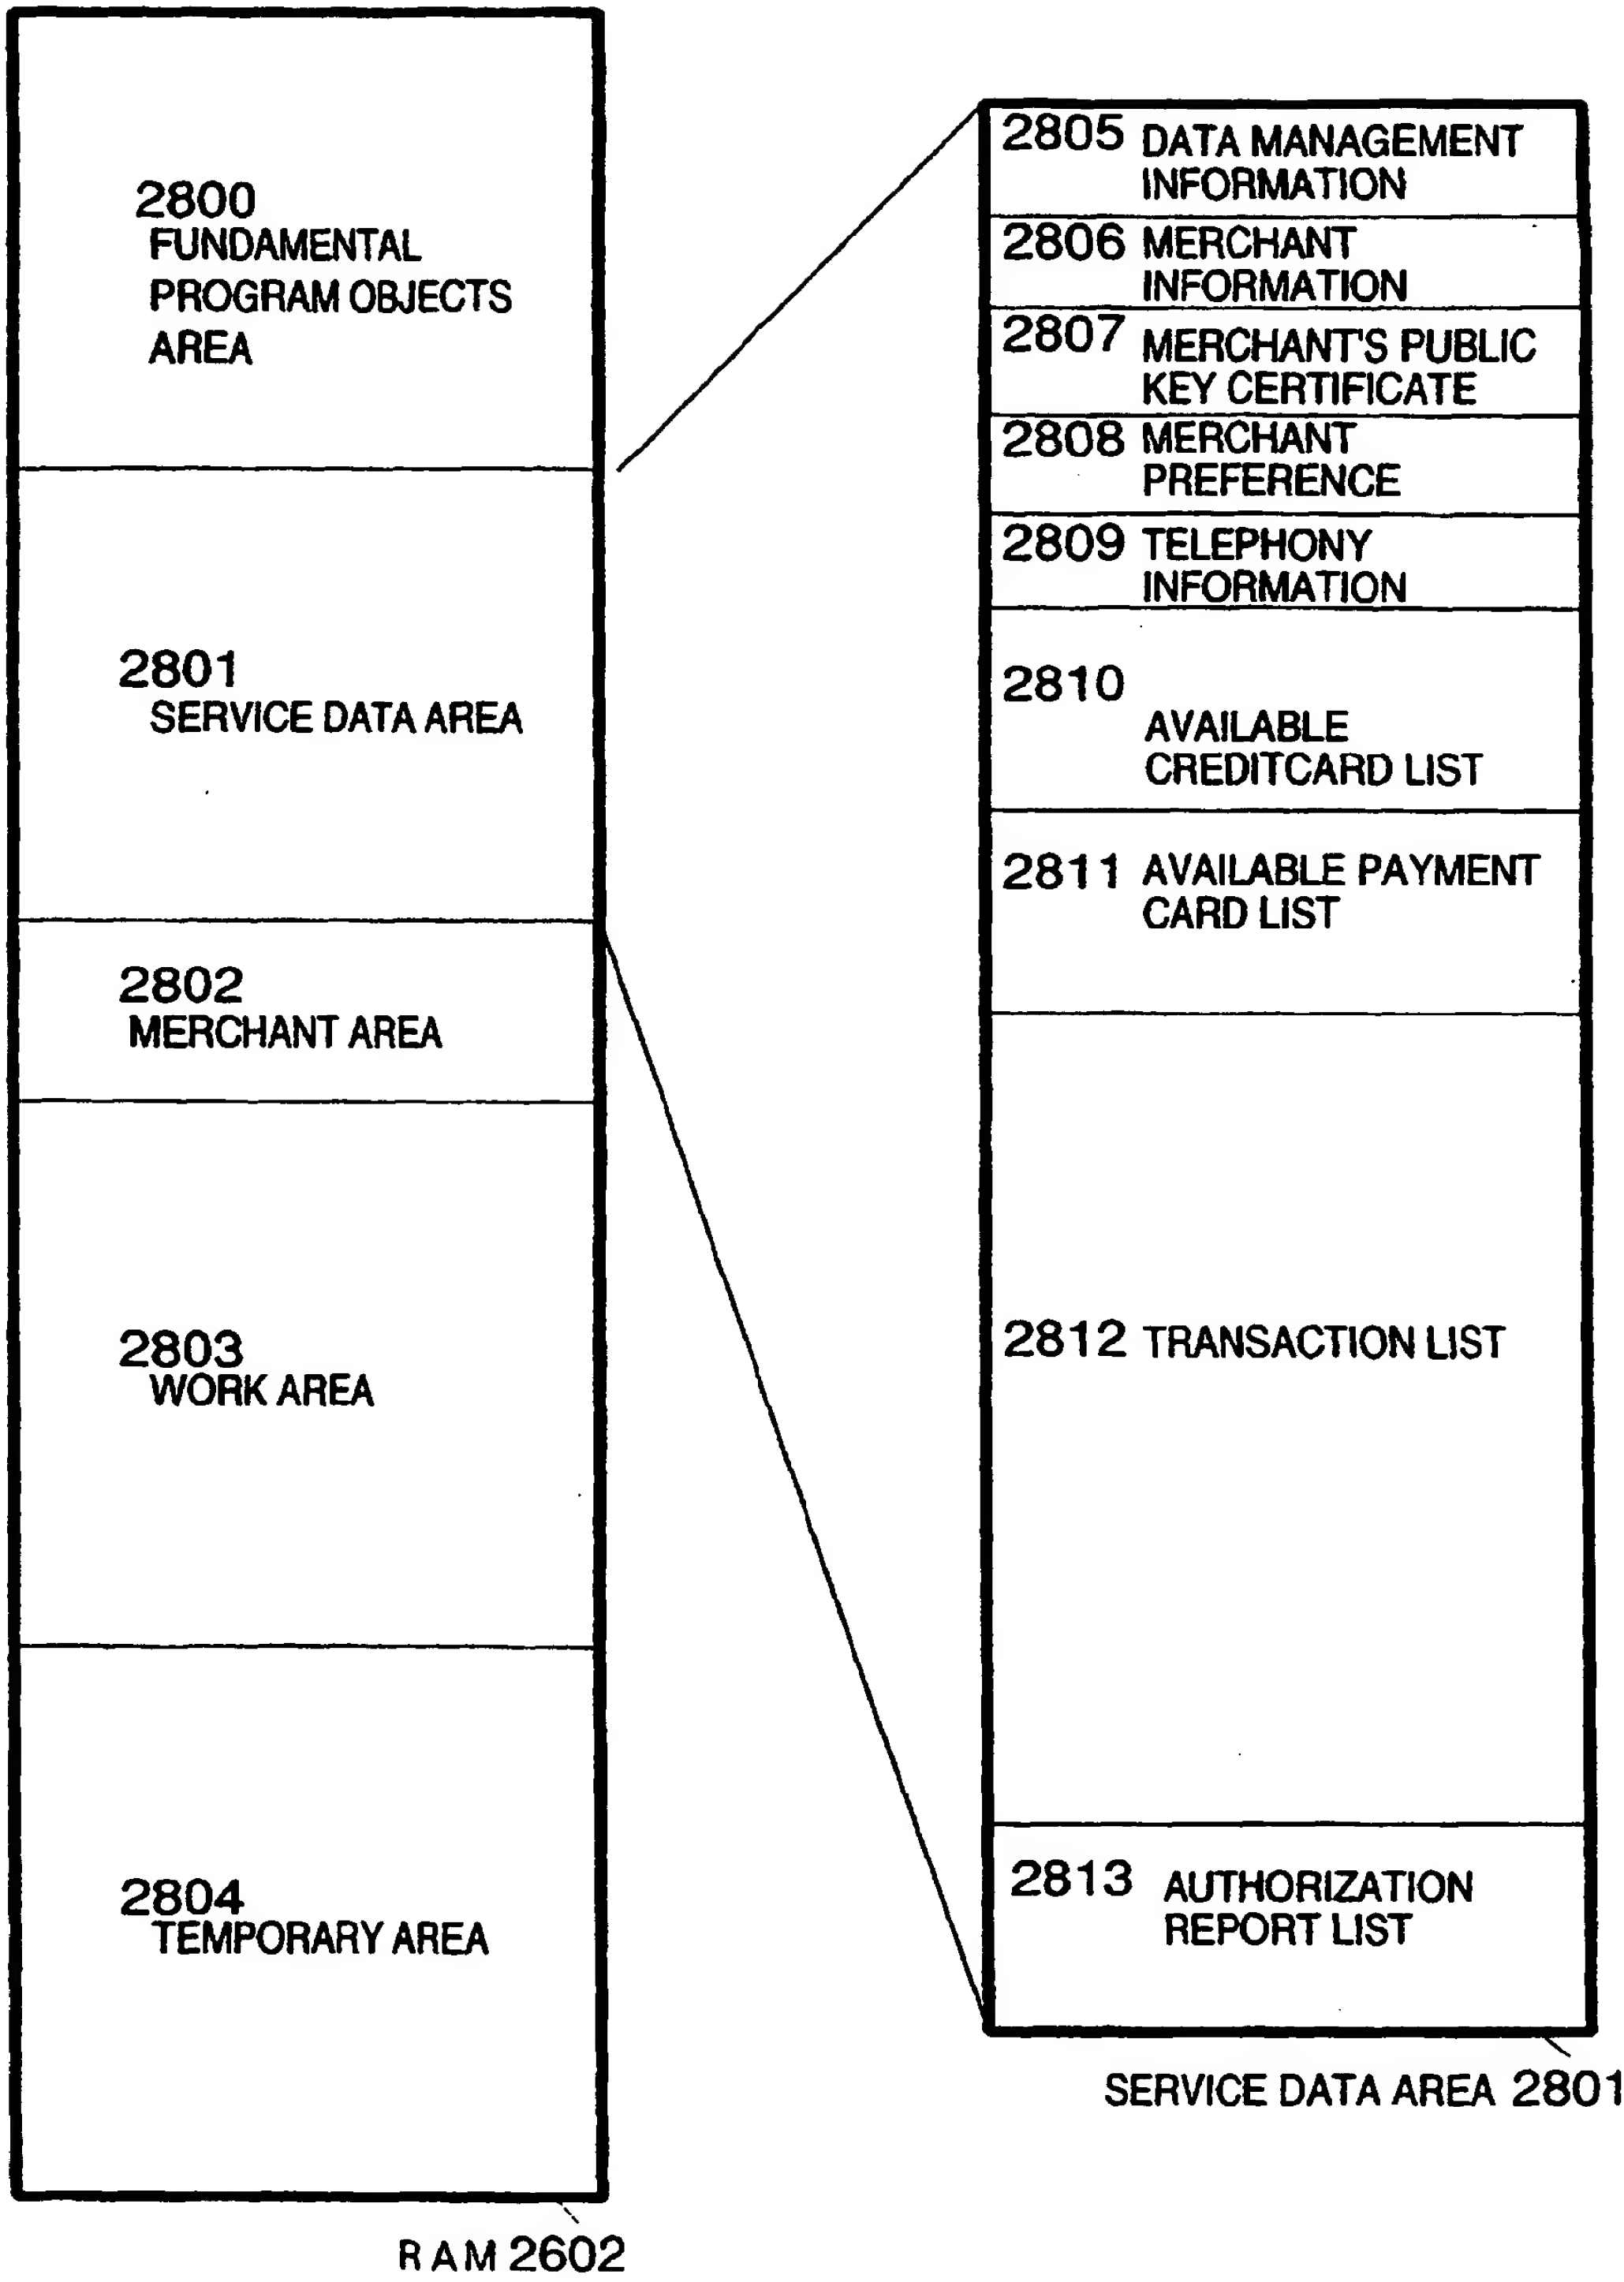 2800
FUNDAMENTAL
PROGRAM OBJECTS
AREA
2801
SERVICE DATA AREA
2802
MERCHANT AREA
2803
WORK AREA
2804
TEMPORARY AREA
RAM 2602
2805 DATA MANAGEMENT
INFORMATION
2806 MERCHANT
INFORMATION
2807 MERCHANT'S PUBLIC
KEY CERTIFICATE
2808 MERCHANT
PREFERENCE
2809 TELEPHONY
INFORMATION
2810
AVAILABLE
CREDITCARD LIST
2811 AVAILABLE PAYMENT
CARD LIST
2812 TRANSACTION LIST
2813 AUTHORIZATION
REPORT LIST
SERVICE DATA AREA 2801